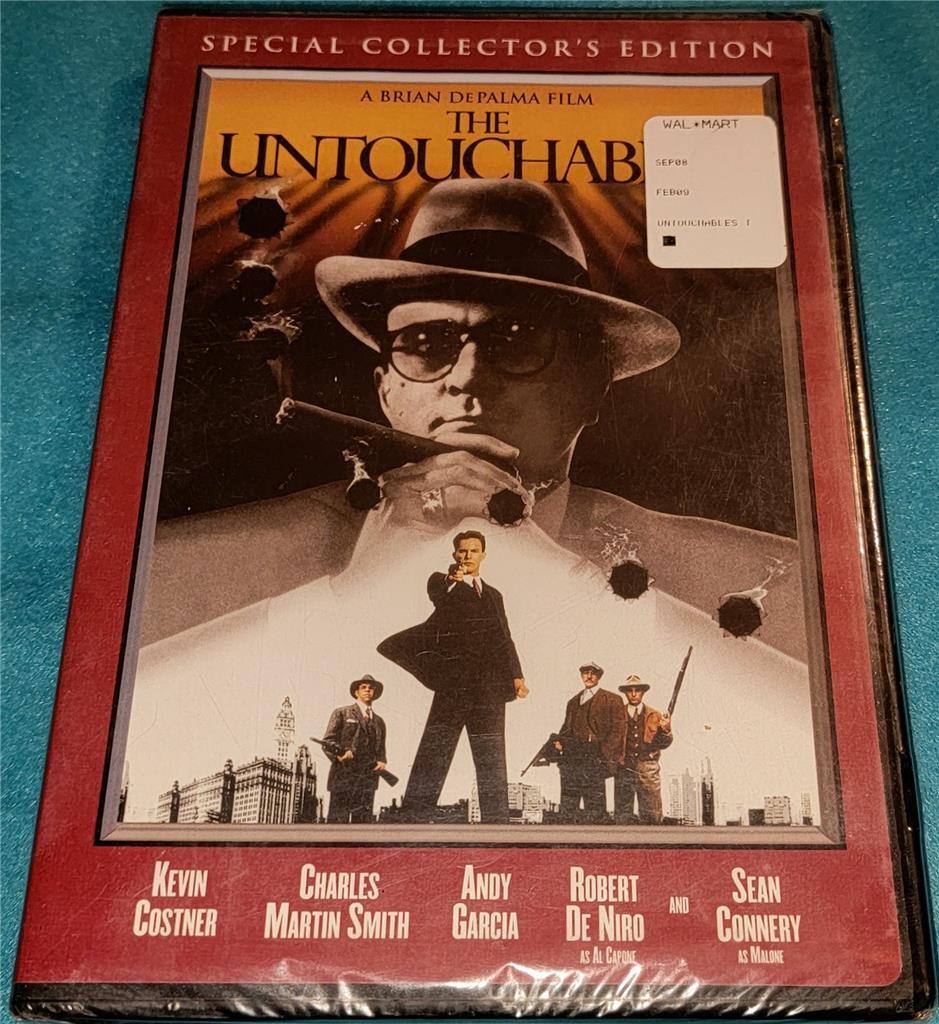 SPECIAL COLLECTOR'S EDITION
A BRIAN DEPALMA FILM
THE
UNTOUCHAB
WAL★MART
SEP08
FEB09
UNTOUCHABLES T
KEVIN
COSTNER
CHARLES
MARTIN SMITH
ANDY
GARCIA
ROBERT
DE NIRO
AS AL CAPONE
AND
SEAN
CONNERY
AS MALONE